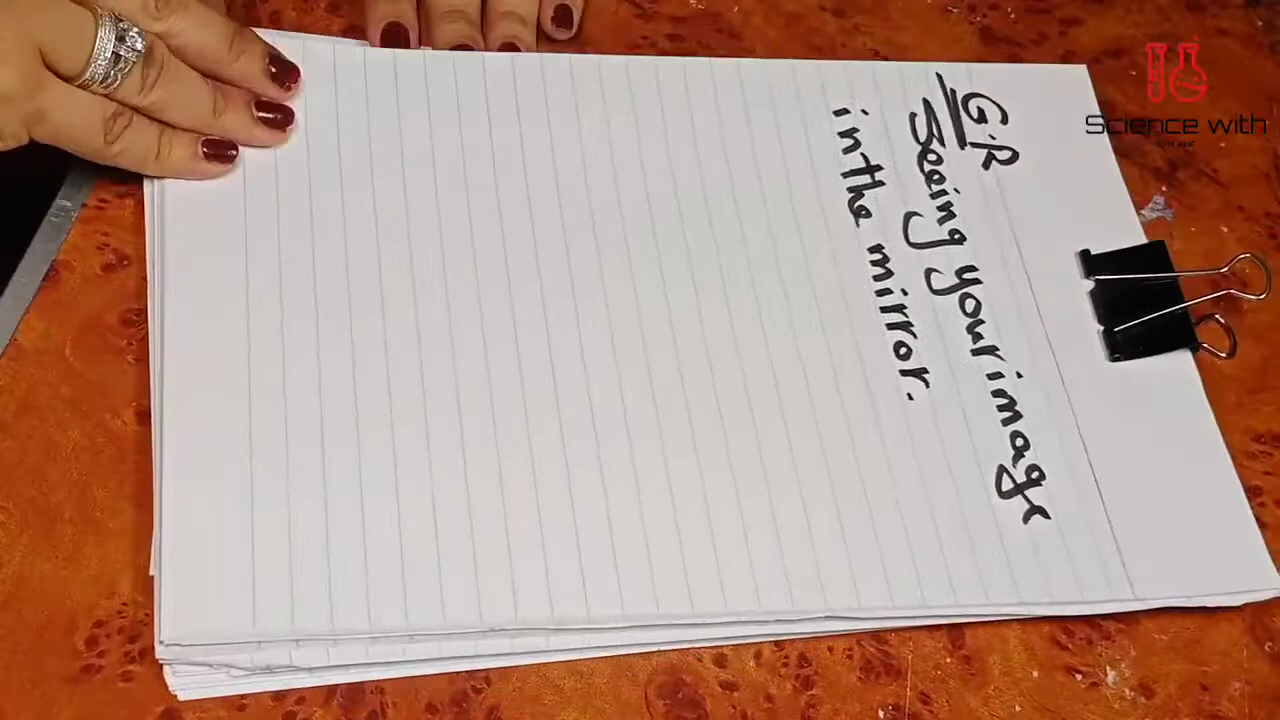 G.R
Seeing your image
in the mirror.
Science with